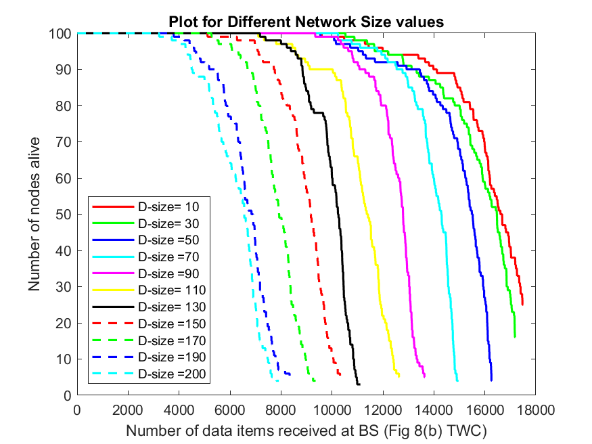 Plot for Different Network Size values
Number of nodes alive
100
90
80
70
60
50
40
30
20
10
0
D-size= 10
D-size= 30
D-size =50
D-size =70
D-size =90
D-size= 110
D-size= 130
D-size =150
D-size =170
D-size =190
D-size =200
0 2000 4000 6000 8000 10000 12000 14000 16000 18000
Number of data items received at BS (Fig 8(b) TWC)